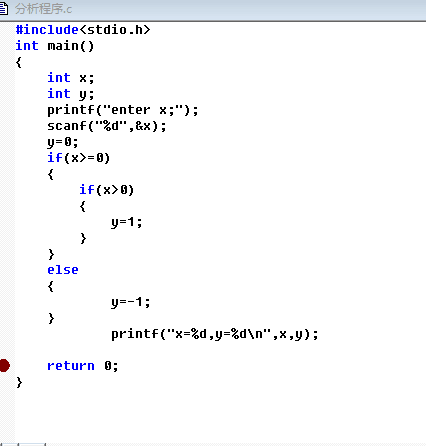 分析程序.c
#include<stdio.h>
int main()
{
int x;
int y;
printf("enter x;");
scanf("%d",&x);
y=0;
if(x>=0)
{
if(x>0)
{
y=1;
}
}
else
{
y=-1;
}
printf("x=%d,y=%d\n",x,y);
return 0;
}